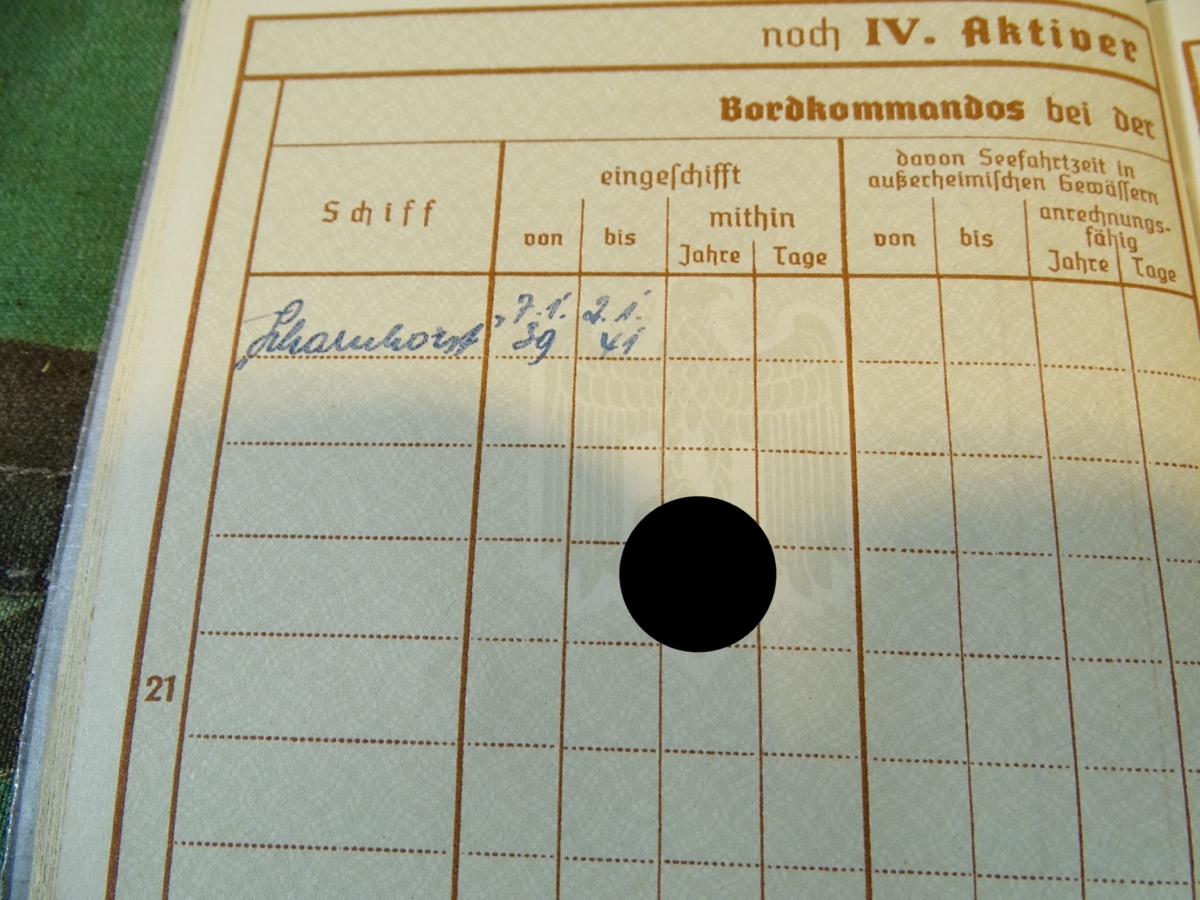 noch IV. Aktiver
Bordkommandos bei der
Schiff
eingeschifft
davon Seefahrtzeit in
außerheimischen Gewässern
von
bis
mithin
Jahre
Tage
von
bis
anrechnungs-
fähig
Jahre
Tage
„Scharnhorst“
7.1.
39
2.1.
41
21